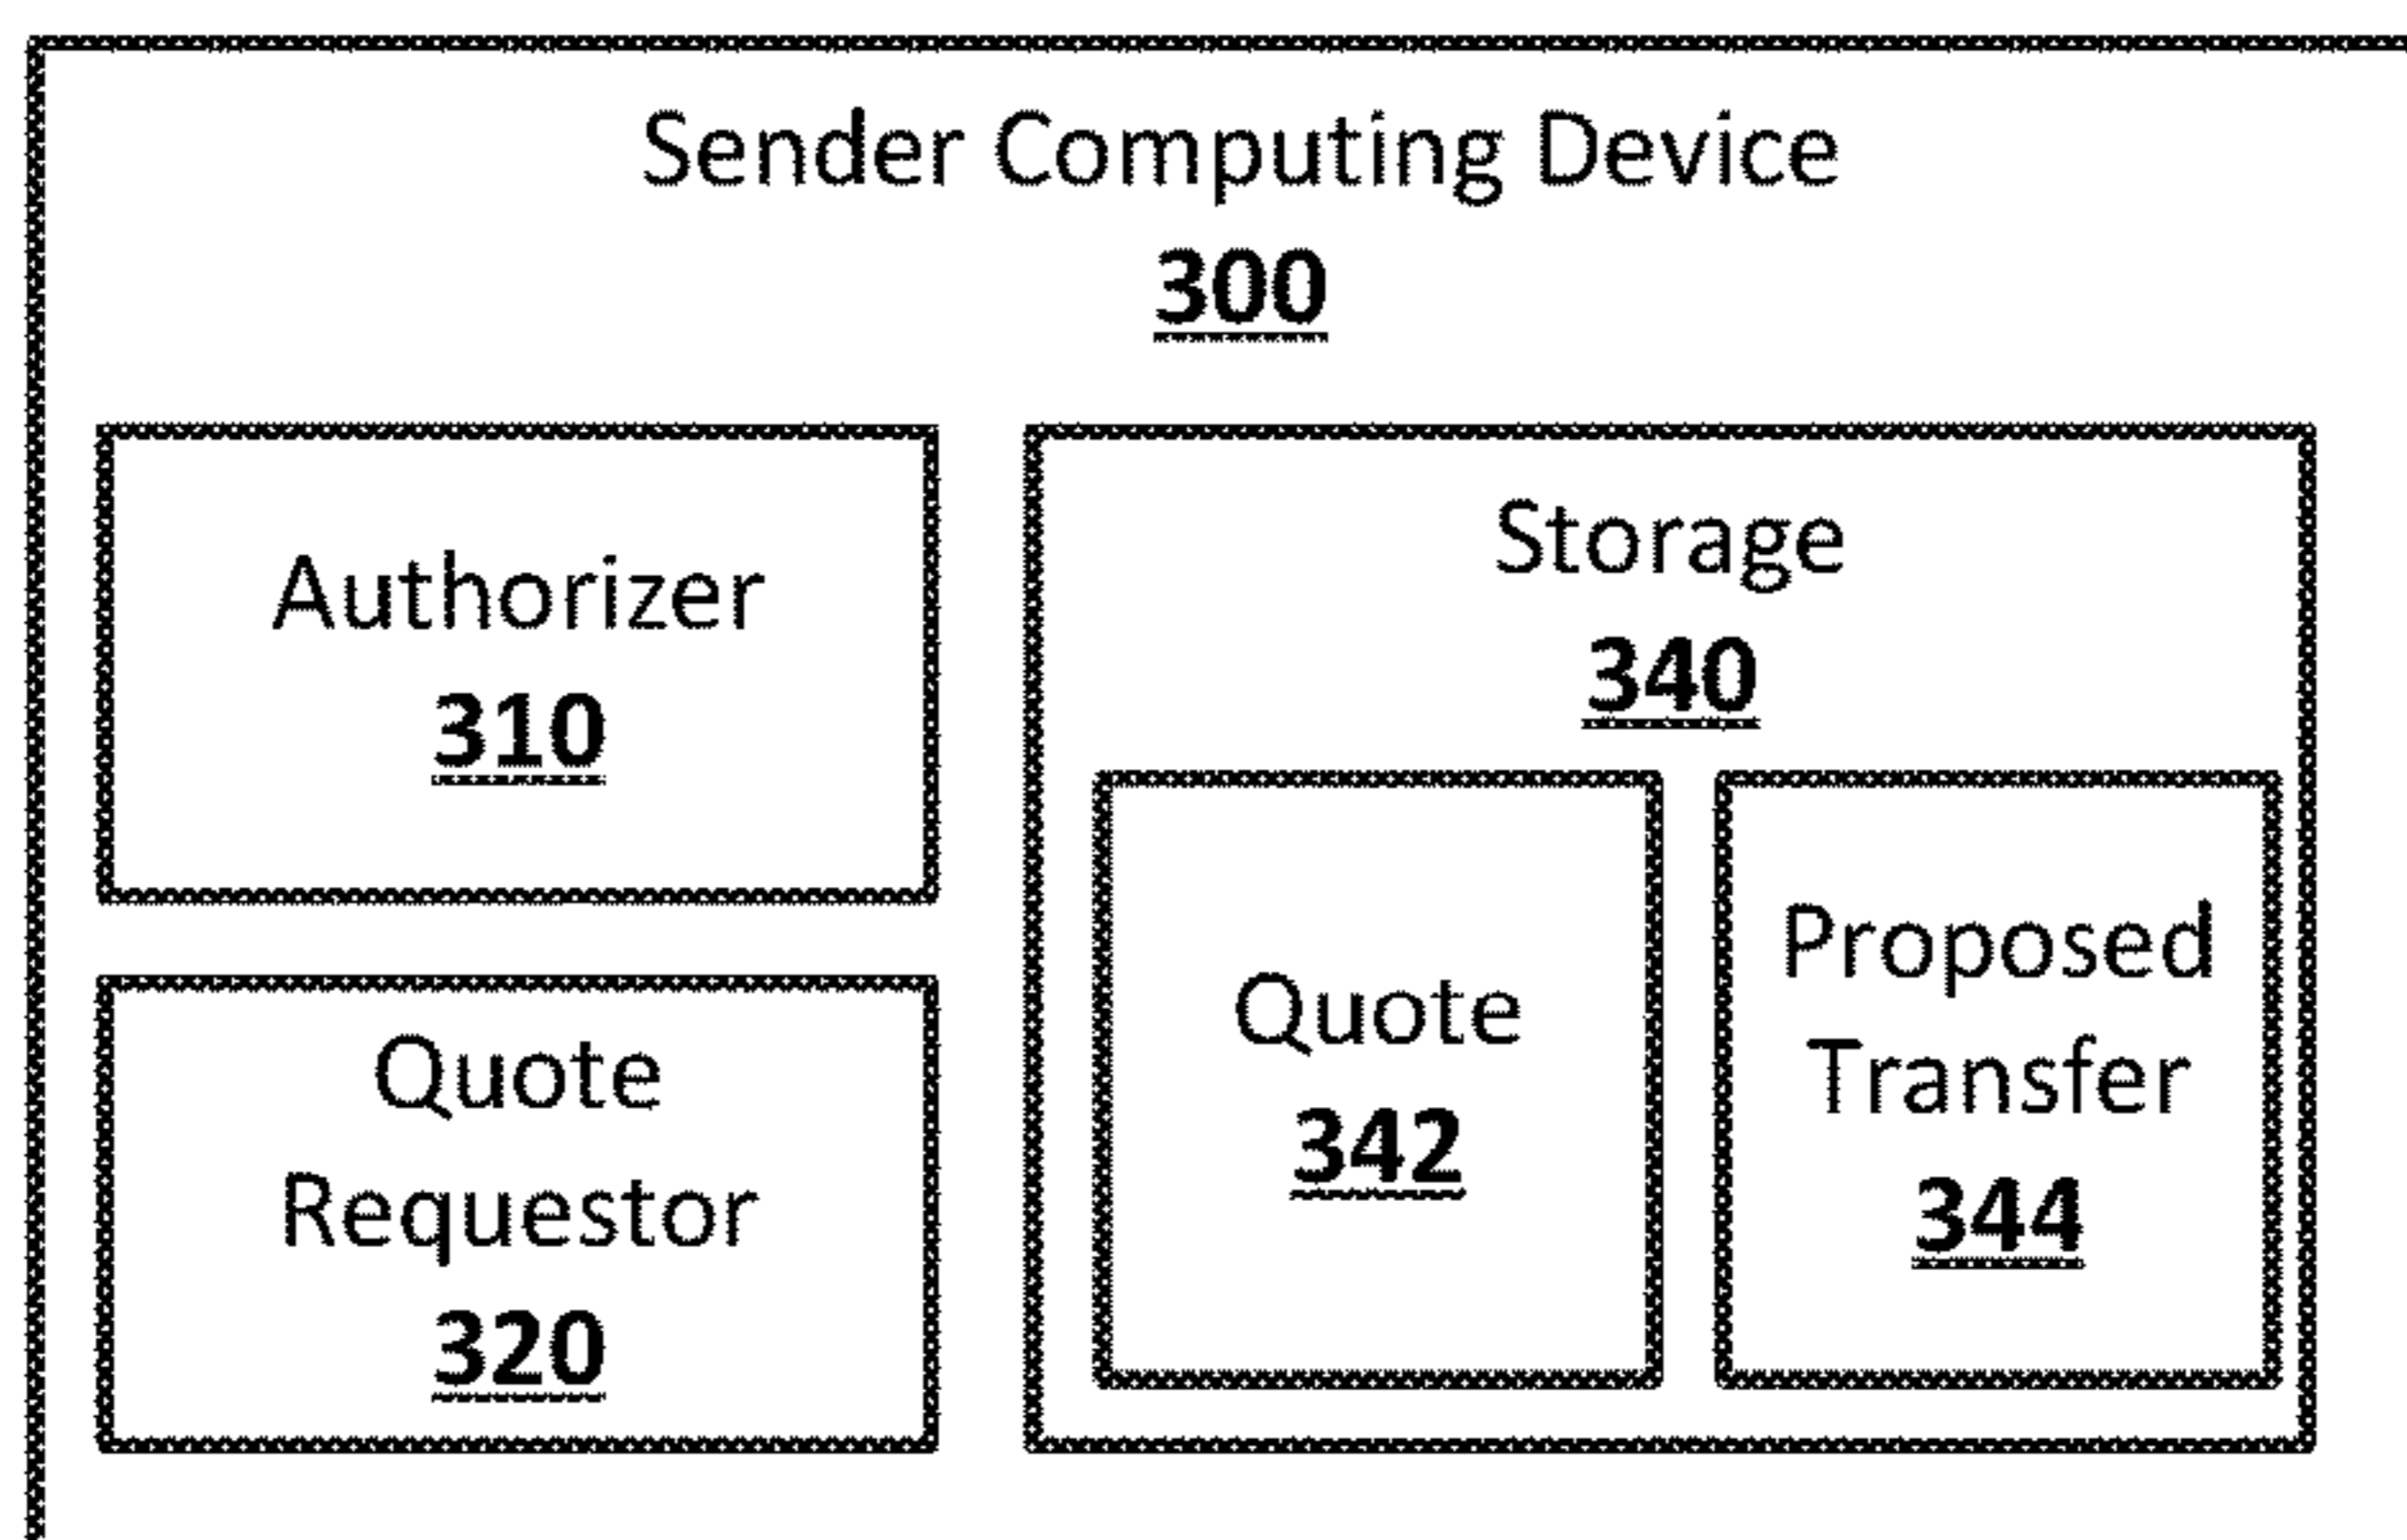 Sender Computing Device
300
Authorizer
310
Quote
Requestor
320
Storage
340
Quote
342
Proposed
Transfer
344